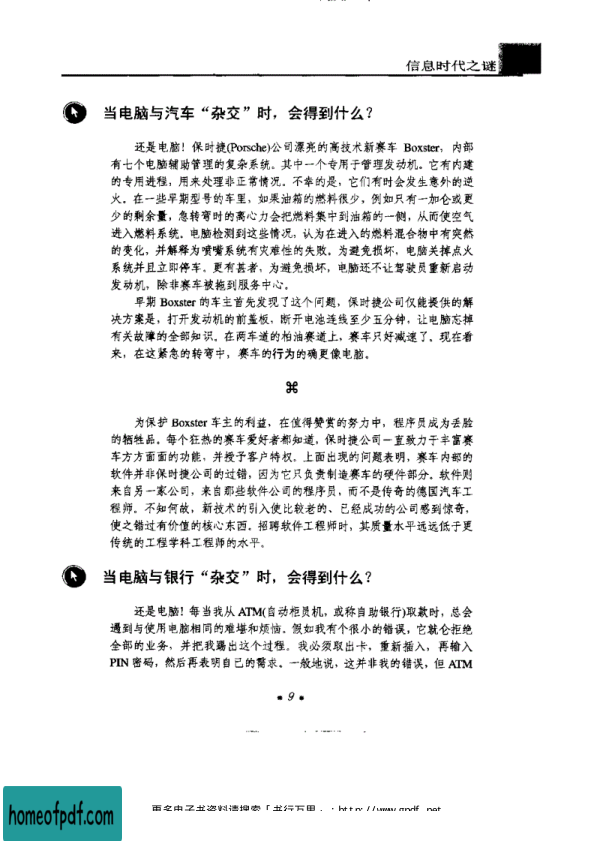 信息时代之谜
当电脑与汽车“杂交”时，会得到什么？
还是电脑！保时捷(Porsche)公司漂亮的高技术新赛车 Boxster，内部
有七个电脑辅助管理的复杂系统。其中一个专用于管理发动机。它有内建
的专用进程，用来处理非正常情况。不幸的是，它们有时会发生意外的逆
火。在一些早期型号的车里，如果油箱的燃料很少，例如只有一加仑或更
少的剩余量，急转弯时的离心力会把燃料集中到油箱的一侧，从而使空气
进入燃料系统。电脑检测到这些情况，认为在进入的燃料混合物中有突然
的变化，并解释为喷嘴系统有灾难性的失败。为避免损坏，电脑关掉点火
系统并且立即停车。更有甚者，为避免损坏，电脑还不让驾驶员重新启动
发动机，除非赛车被拖到服务中心。
早期 Boxster 的车主首先发现了这个问题，保时捷公司仅能提供的解
决方案是，打开发动机的前盖板，断开电池连线至少五分钟，让电脑忘掉
有关故障的全部知识。在两车道的柏油赛道上，赛车只好减速了。现在看
来，在这紧急的转弯中，赛车的行为的确更像电脑。
⌘
为保护 Boxster 车主的利益，在值得赞赏的努力中，程序员成为丢脸
的牺牲品。每个狂热的赛车爱好者都知道，保时捷公司一直致力于丰富赛
车方方面面的功能，并授予客户特权。上面出现的问题表明，赛车内部的
软件并非保时捷公司的过错，因为它只负责制造赛车的硬件部分。软件则
来自另一家公司，来自那些软件公司的程序员，而不是传奇的德国汽车工
程师。不知何故，新技术的引入使比较老的、已经成功的公司感到惊奇，
使之错过有价值的核心东西。招聘软件工程师时，其质量水平远远低于更
传统的工程学科工程师的水平。
当电脑与银行“杂交”时，会得到什么？
还是电脑！每当我从 ATM(自动柜员机，或称自助银行)取款时，总会
遇到与使用电脑相同的难堪和烦恼。假如我有个很小的错误，它就会拒绝
全部的业务，并把我踢出这个过程。我必须取出卡，重新插入，再输入
PIN 密码，然后再表明自己的需求。一般地说，这并非我的错误，但 ATM
• 9 •
homeofpdf.com
更多电子书资料请搜索「书行万里」：http://www.gpdf.net